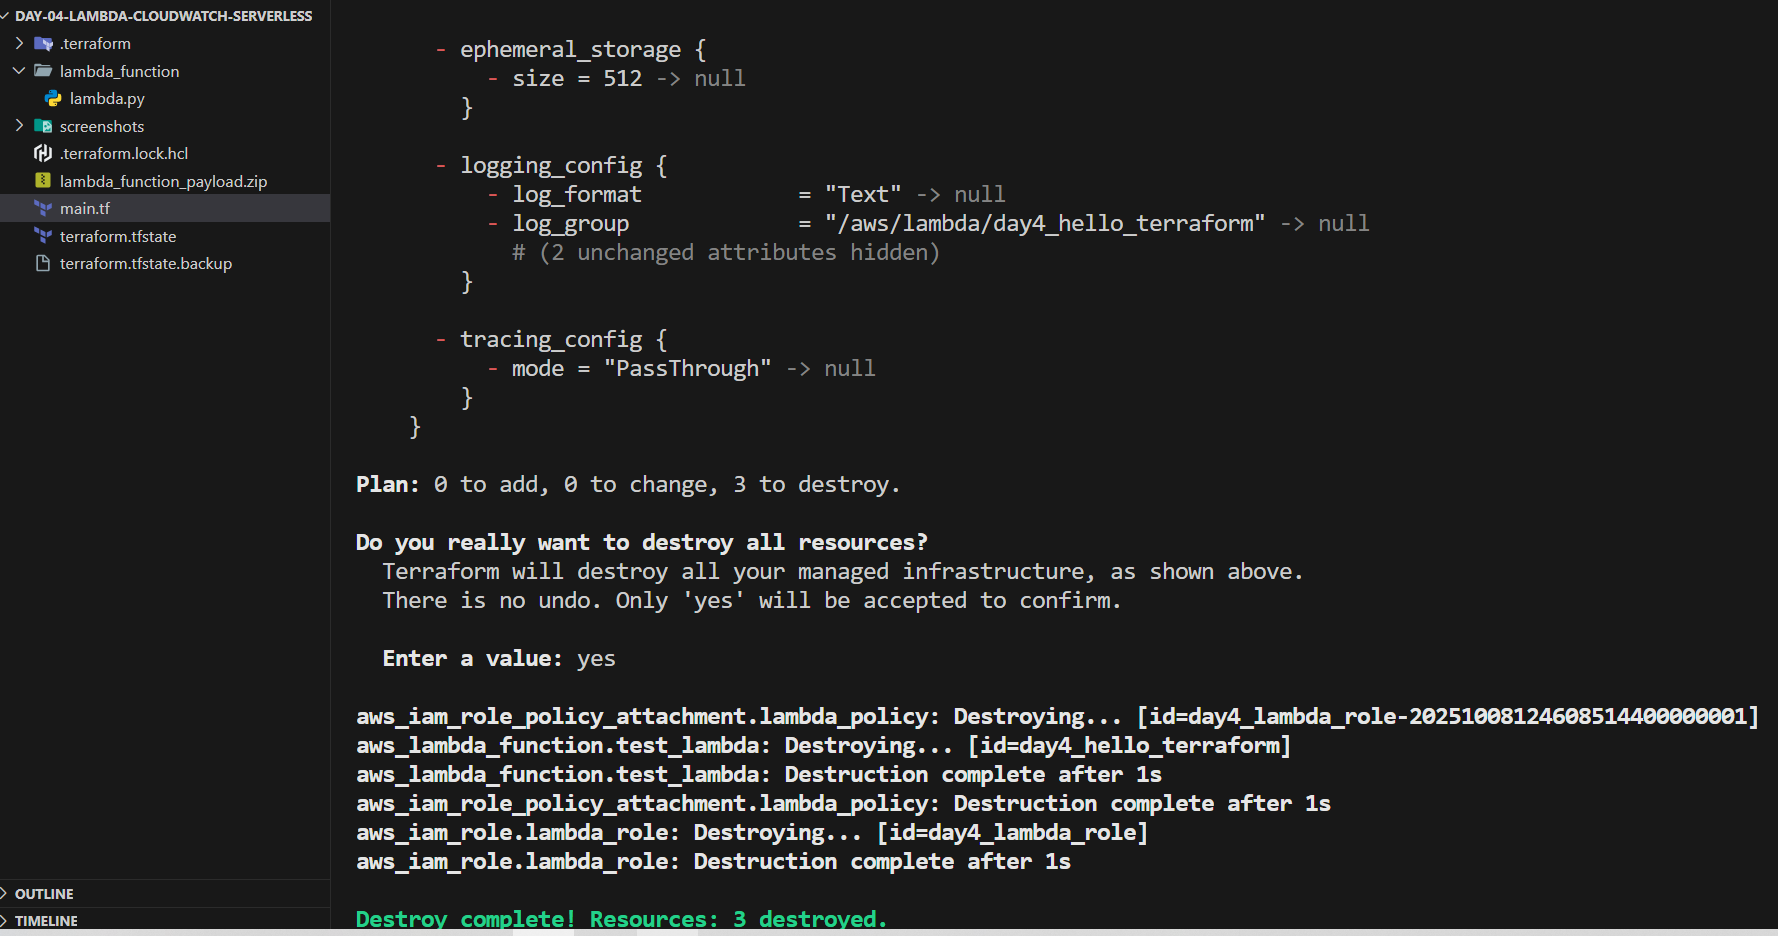 DAY-04-LAMBDA-CLOUDWATCH-SERVERLESS
.terraform
lambda_function
lambda.py
screenshots
.terraform.lock.hcl
lambda_function_payload.zip
main.tf
terraform.tfstate
terraform.tfstate.backup
OUTLINE
TIMELINE
- ephemeral_storage {
- size = 512 -> null
}
- logging_config {
- log_format = "Text" -> null
- log_group = "/aws/lambda/day4_hello_terraform" -> null
# (2 unchanged attributes hidden)
}
- tracing_config {
- mode = "PassThrough" -> null
}
}
Plan: 0 to add, 0 to change, 3 to destroy.
Do you really want to destroy all resources?
Terraform will destroy all your managed infrastructure, as shown above.
There is no undo. Only 'yes' will be accepted to confirm.
Enter a value: yes
aws_iam_role_policy_attachment.lambda_policy: Destroying... [id=day4_lambda_role-20251008124608514400000001]
aws_lambda_function.test_lambda: Destroying... [id=day4_hello_terraform]
aws_lambda_function.test_lambda: Destruction complete after 1s
aws_iam_role_policy_attachment.lambda_policy: Destruction complete after 1s
aws_iam_role.lambda_role: Destroying... [id=day4_lambda_role]
aws_iam_role.lambda_role: Destruction complete after 1s
Destroy complete! Resources: 3 destroyed.